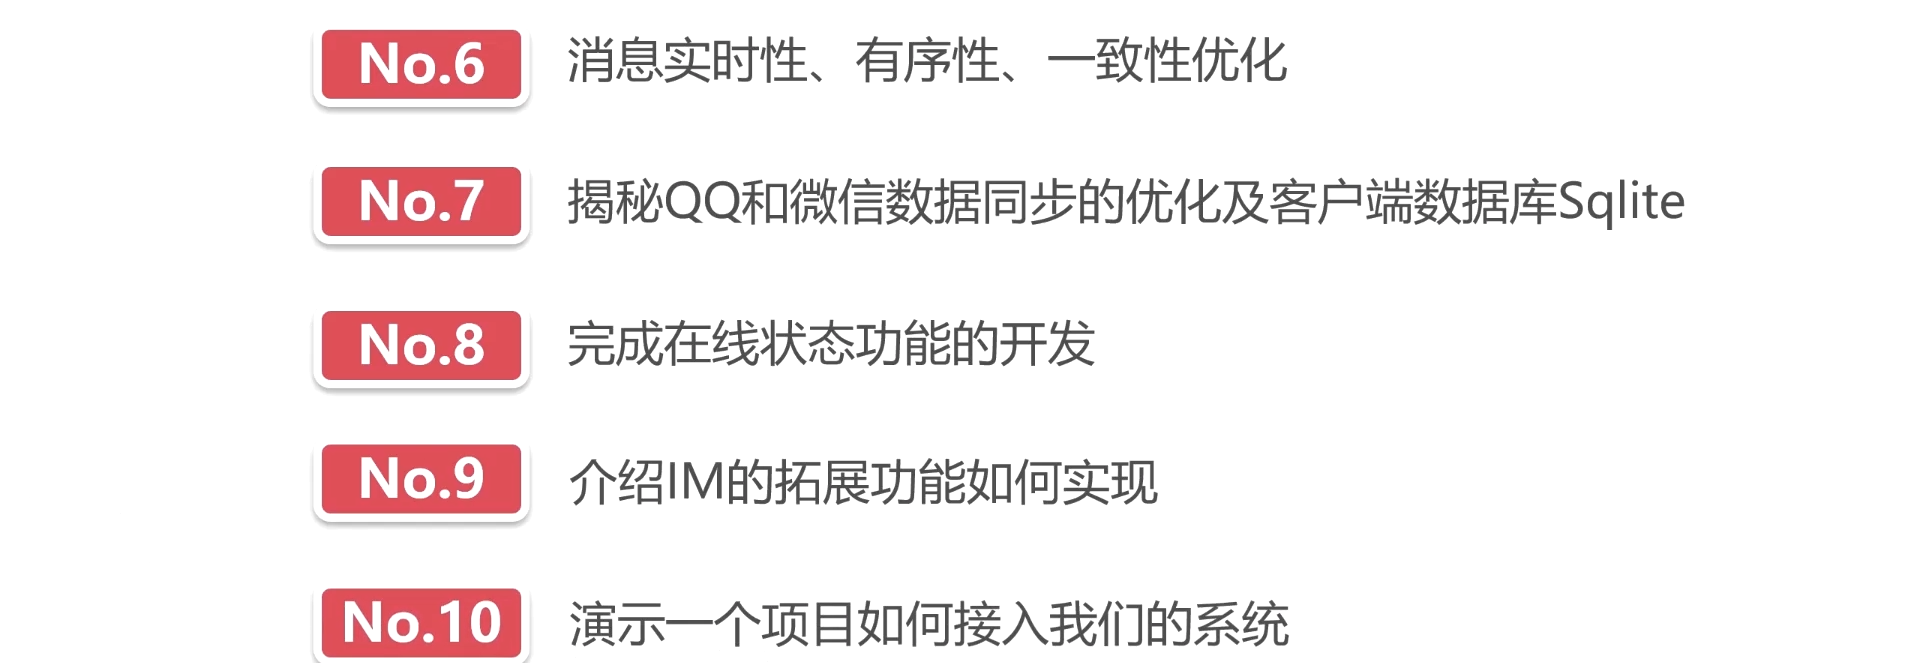 No.6 消息实时性、有序性、一致性优化
No.7 揭秘QQ和微信数据同步的优化及客户端数据库Sqlite
No.8 完成在线状态功能的开发
No.9 介绍IM的拓展功能如何实现
No.10 演示一个项目如何接入我们的系统